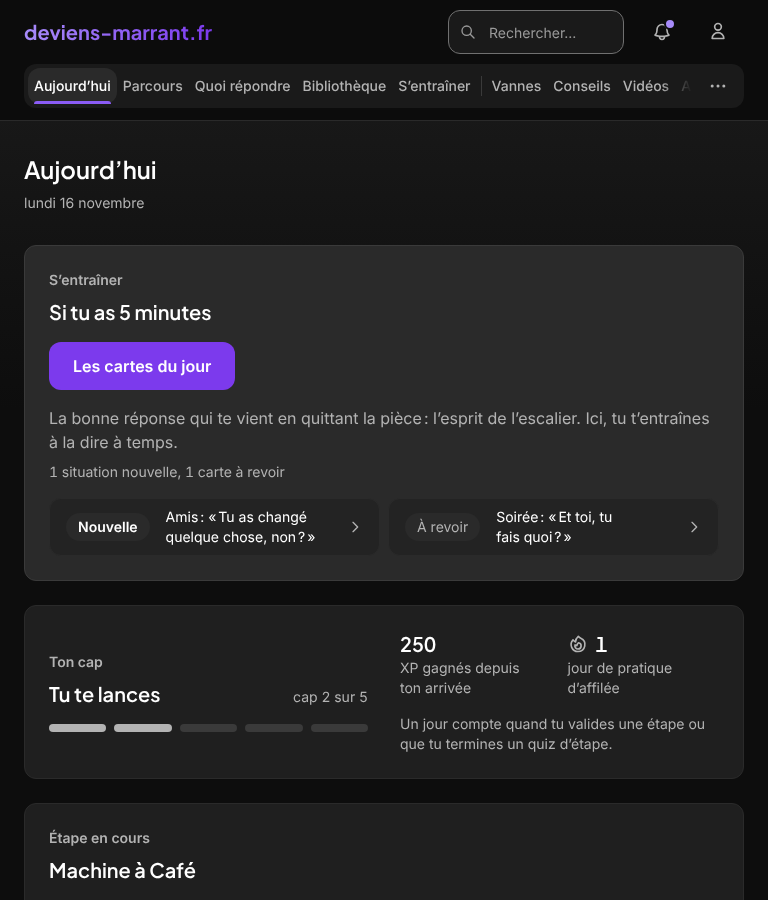 deviens-marrant.fr
Rechercher...
Aujourd’hui
Parcours
Quoi répondre
Bibliothèque
S’entraîner
Vannes
Conseils
Vidéos
Aujourd’hui
lundi 16 novembre
S’entraîner
Si tu as 5 minutes
Les cartes du jour
La bonne réponse qui te vient en quittant la pièce : l’esprit de l’escalier. Ici, tu t’entraînes
à la dire à temps.
1 situation nouvelle, 1 carte à revoir
Nouvelle
Amis : « Tu as changé
quelque chose, non ? »
À revoir
Soirée : « Et toi, tu
fais quoi ? »
Ton cap
Tu te lances
cap 2 sur 5
250
XP gagnés depuis
ton arrivée
1
jour de pratique
d’affilée
Un jour compte quand tu valides une étape ou
que tu termines un quiz d’étape.
Étape en cours
Machine à Café